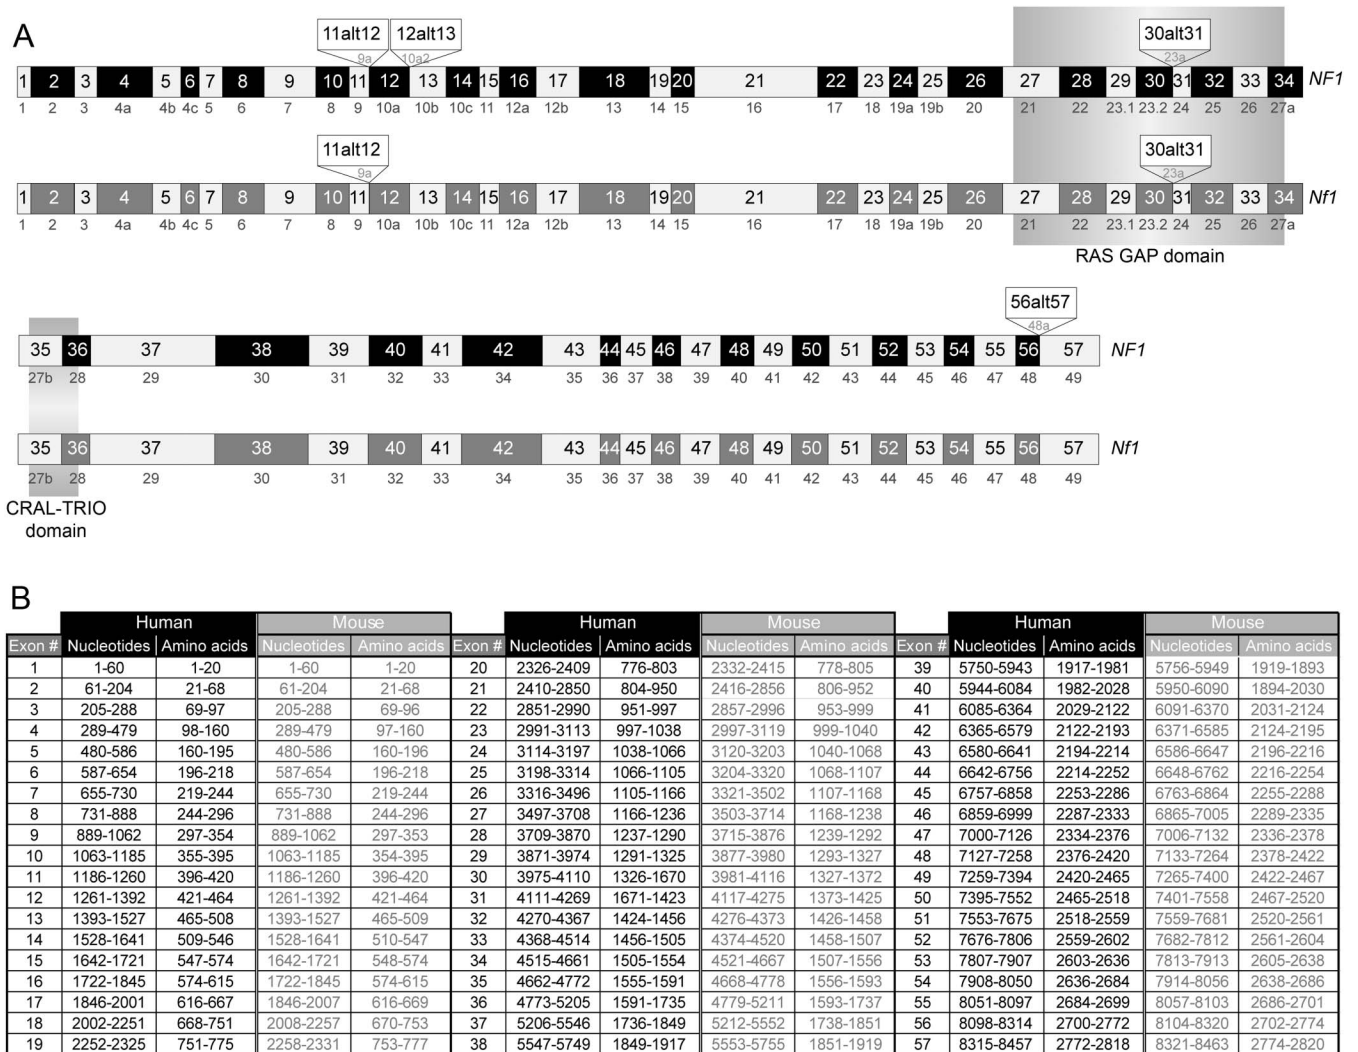 A
11alt12 12alt13 30alt31
9a 10a2 23a
1 2 3 4 5 6 7 8 9 10 11 12 13 14 15 16 17 18 19 20 21 22 23 24 25 26 27 28 29 30 31 32 33 34 NF1
1 2 3 4a 4b 4c 5 6 7 8 9 10a 10b 10c 11 12a 12b 13 14 15 16 17 18 19a 19b 20 21 22 23.1 23.2 24 25 26 27a
11alt12 30alt31
9a 23a
1 2 3 4 5 6 7 8 9 10 11 12 13 14 15 16 17 18 19 20 21 22 23 24 25 26 27 28 29 30 31 32 33 34 Nf1
1 2 3 4a 4b 4c 5 6 7 8 9 10a 10b 10c 11 12a 12b 13 14 15 16 17 18 19a 19b 20 21 22 23.1 23.2 24 25 26 27a
RAS GAP domain
56alt57
48a
35 36 37 38 39 40 41 42 43 44 45 46 47 48 49 50 51 52 53 54 55 56 57 NF1
27b 28 29 30 31 32 33 34 35 36 37 38 39 40 41 42 43 44 45 46 47 48 49
35 36 37 38 39 40 41 42 43 44 45 46 47 48 49 50 51 52 53 54 55 56 57 Nf1
27b 28 29 30 31 32 33 34 35 36 37 38 39 40 41 42 43 44 45 46 47 48 49
CRAL-TRIO
domain
B
Human Mouse Human Mouse Human Mouse
Exon # Nucleotides Amino acids Nucleotides Amino acids Exon # Nucleotides Amino acids Nucleotides Amino acids Exon # Nucleotides Amino acids Nucleotides Amino acids
1 1-60 1-20 1-60 1-20 20 2326-2409 776-803 2332-2415 778-805 39 5750-5943 1917-1981 5756-5949 1919-1893
2 61-204 21-68 61-204 21-68 21 2410-2850 804-950 2416-2856 806-952 40 5944-6084 1982-2028 5950-6090 1894-2030
3 205-288 69-97 205-288 69-96 22 2851-2990 951-997 2857-2996 953-999 41 6085-6364 2029-2122 6091-6370 2031-2124
4 289-479 98-160 289-479 97-160 23 2991-3113 997-1038 2997-3119 999-1040 42 6365-6579 2122-2193 6371-6585 2124-2195
5 480-586 160-195 480-586 160-196 24 3114-3197 1038-1066 3120-3203 1040-1068 43 6580-6641 2194-2214 6586-6647 2196-2216
6 587-654 196-218 587-654 196-218 25 3198-3314 1066-1105 3204-3320 1068-1107 44 6642-6756 2214-2252 6648-6762 2216-2254
7 655-730 219-244 655-730 219-244 26 3316-3496 1105-1166 3321-3502 1107-1168 45 6757-6858 2253-2286 6763-6864 2255-2288
8 731-888 244-296 731-888 244-296 27 3497-3708 1166-1236 3503-3714 1168-1238 46 6859-6999 2287-2333 6865-7005 2289-2335
9 889-1062 297-354 889-1062 297-353 28 3709-3870 1237-1290 3715-3876 1239-1292 47 7000-7126 2334-2376 7006-7132 2336-2378
10 1063-1185 355-395 1063-1185 354-395 29 3871-3974 1291-1325 3877-3980 1293-1327 48 7127-7258 2376-2420 7133-7264 2378-2422
11 1186-1260 396-420 1186-1260 396-420 30 3975-4110 1326-1670 3981-4116 1327-1372 49 7259-7394 2420-2465 7265-7400 2422-2467
12 1261-1392 421-464 1261-1392 421-464 31 4111-4269 1671-1423 4117-4275 1373-1425 50 7395-7552 2465-2518 7401-7558 2467-2520
13 1393-1527 465-508 1393-1527 465-509 32 4270-4367 1424-1456 4276-4373 1426-1458 51 7553-7675 2518-2559 7559-7681 2520-2561
14 1528-1641 509-546 1528-1641 510-547 33 4368-4514 1456-1505 4374-4520 1458-1507 52 7676-7806 2559-2602 7682-7812 2561-2604
15 1642-1721 547-574 1642-1721 548-574 34 4515-4661 1505-1554 4521-4667 1507-1556 53 7807-7907 2603-2636 7813-7913 2605-2638
16 1722-1845 574-615 1722-1845 574-615 35 4662-4772 1555-1591 4668-4778 1556-1593 54 7908-8050 2636-2684 7914-8056 2638-2686
17 1846-2001 616-667 1846-2007 616-669 36 4773-5205 1591-1735 4779-5211 1593-1737 55 8051-8097 2684-2699 8057-8103 2686-2701
18 2002-2251 668-751 2008-2257 670-753 37 5206-5546 1736-1849 5212-5552 1738-1851 56 8098-8314 2700-2772 8104-8320 2702-2774
19 2252-2325 751-775 2258-2331 753-777 38 5547-5749 1849-1917 5553-5755 1851-1919 57 8315-8457 2772-2818 8321-8463 2774-2820